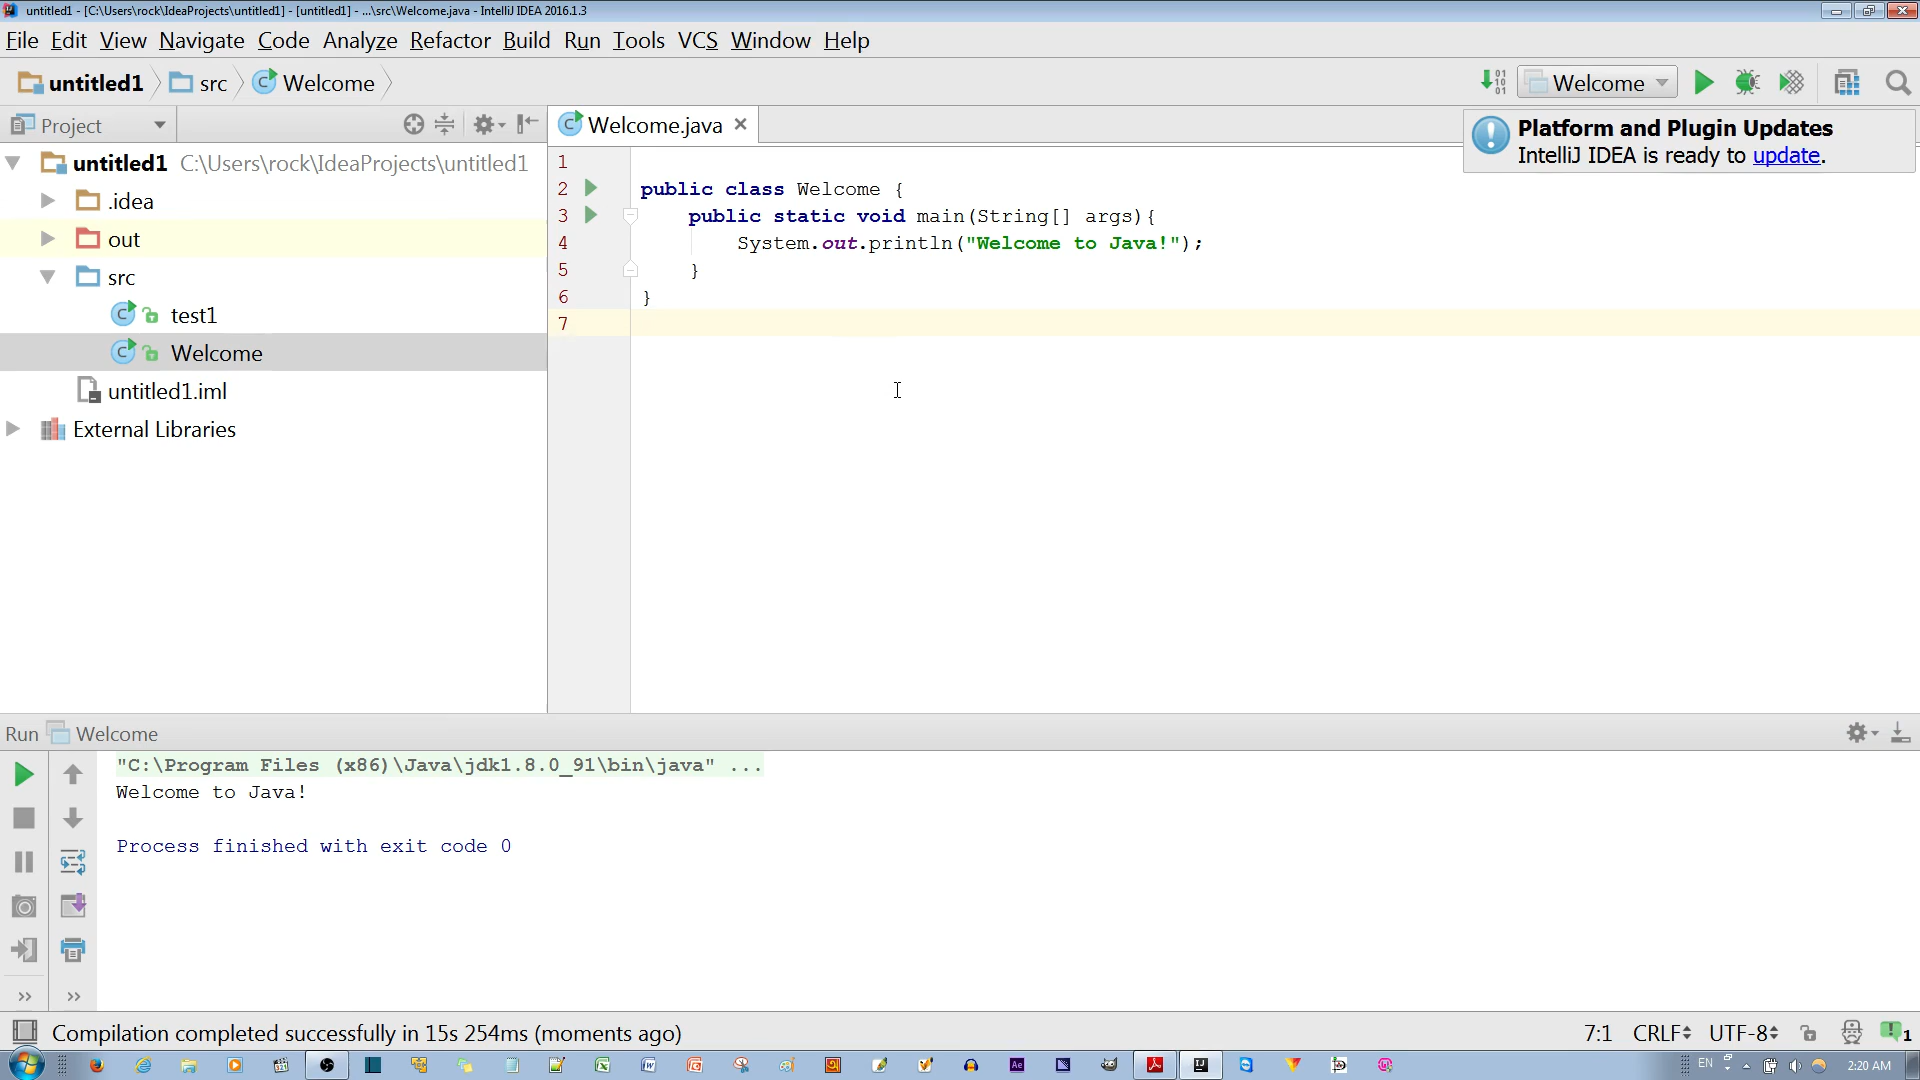 untitled1 - [C:\Users\rock\IdeaProjects\untitled1] - [untitled1] - ...\src\Welcome.java - IntelliJ IDEA 2016.1.3
File Edit View Navigate Code Analyze Refactor Build Run Tools VCS Window Help
untitled1 src Welcome
Welcome
Project
Welcome.java
Platform and Plugin Updates
IntelliJ IDEA is ready to update.
untitled1 C:\Users\rock\IdeaProjects\untitled1
.idea
out
src
test1
Welcome
untitled1.iml
External Libraries
1
2 public class Welcome {
3 public static void main(String[] args){
4 System.out.println("Welcome to Java!");
5 }
6 }
7
Run Welcome
"C:\Program Files (x86)\Java\jdk1.8.0_91\bin\java" ...
Welcome to Java!
Process finished with exit code 0
Compilation completed successfully in 15s 254ms (moments ago)
7:1 CRLF UTF-8 1
EN 2:20 AM